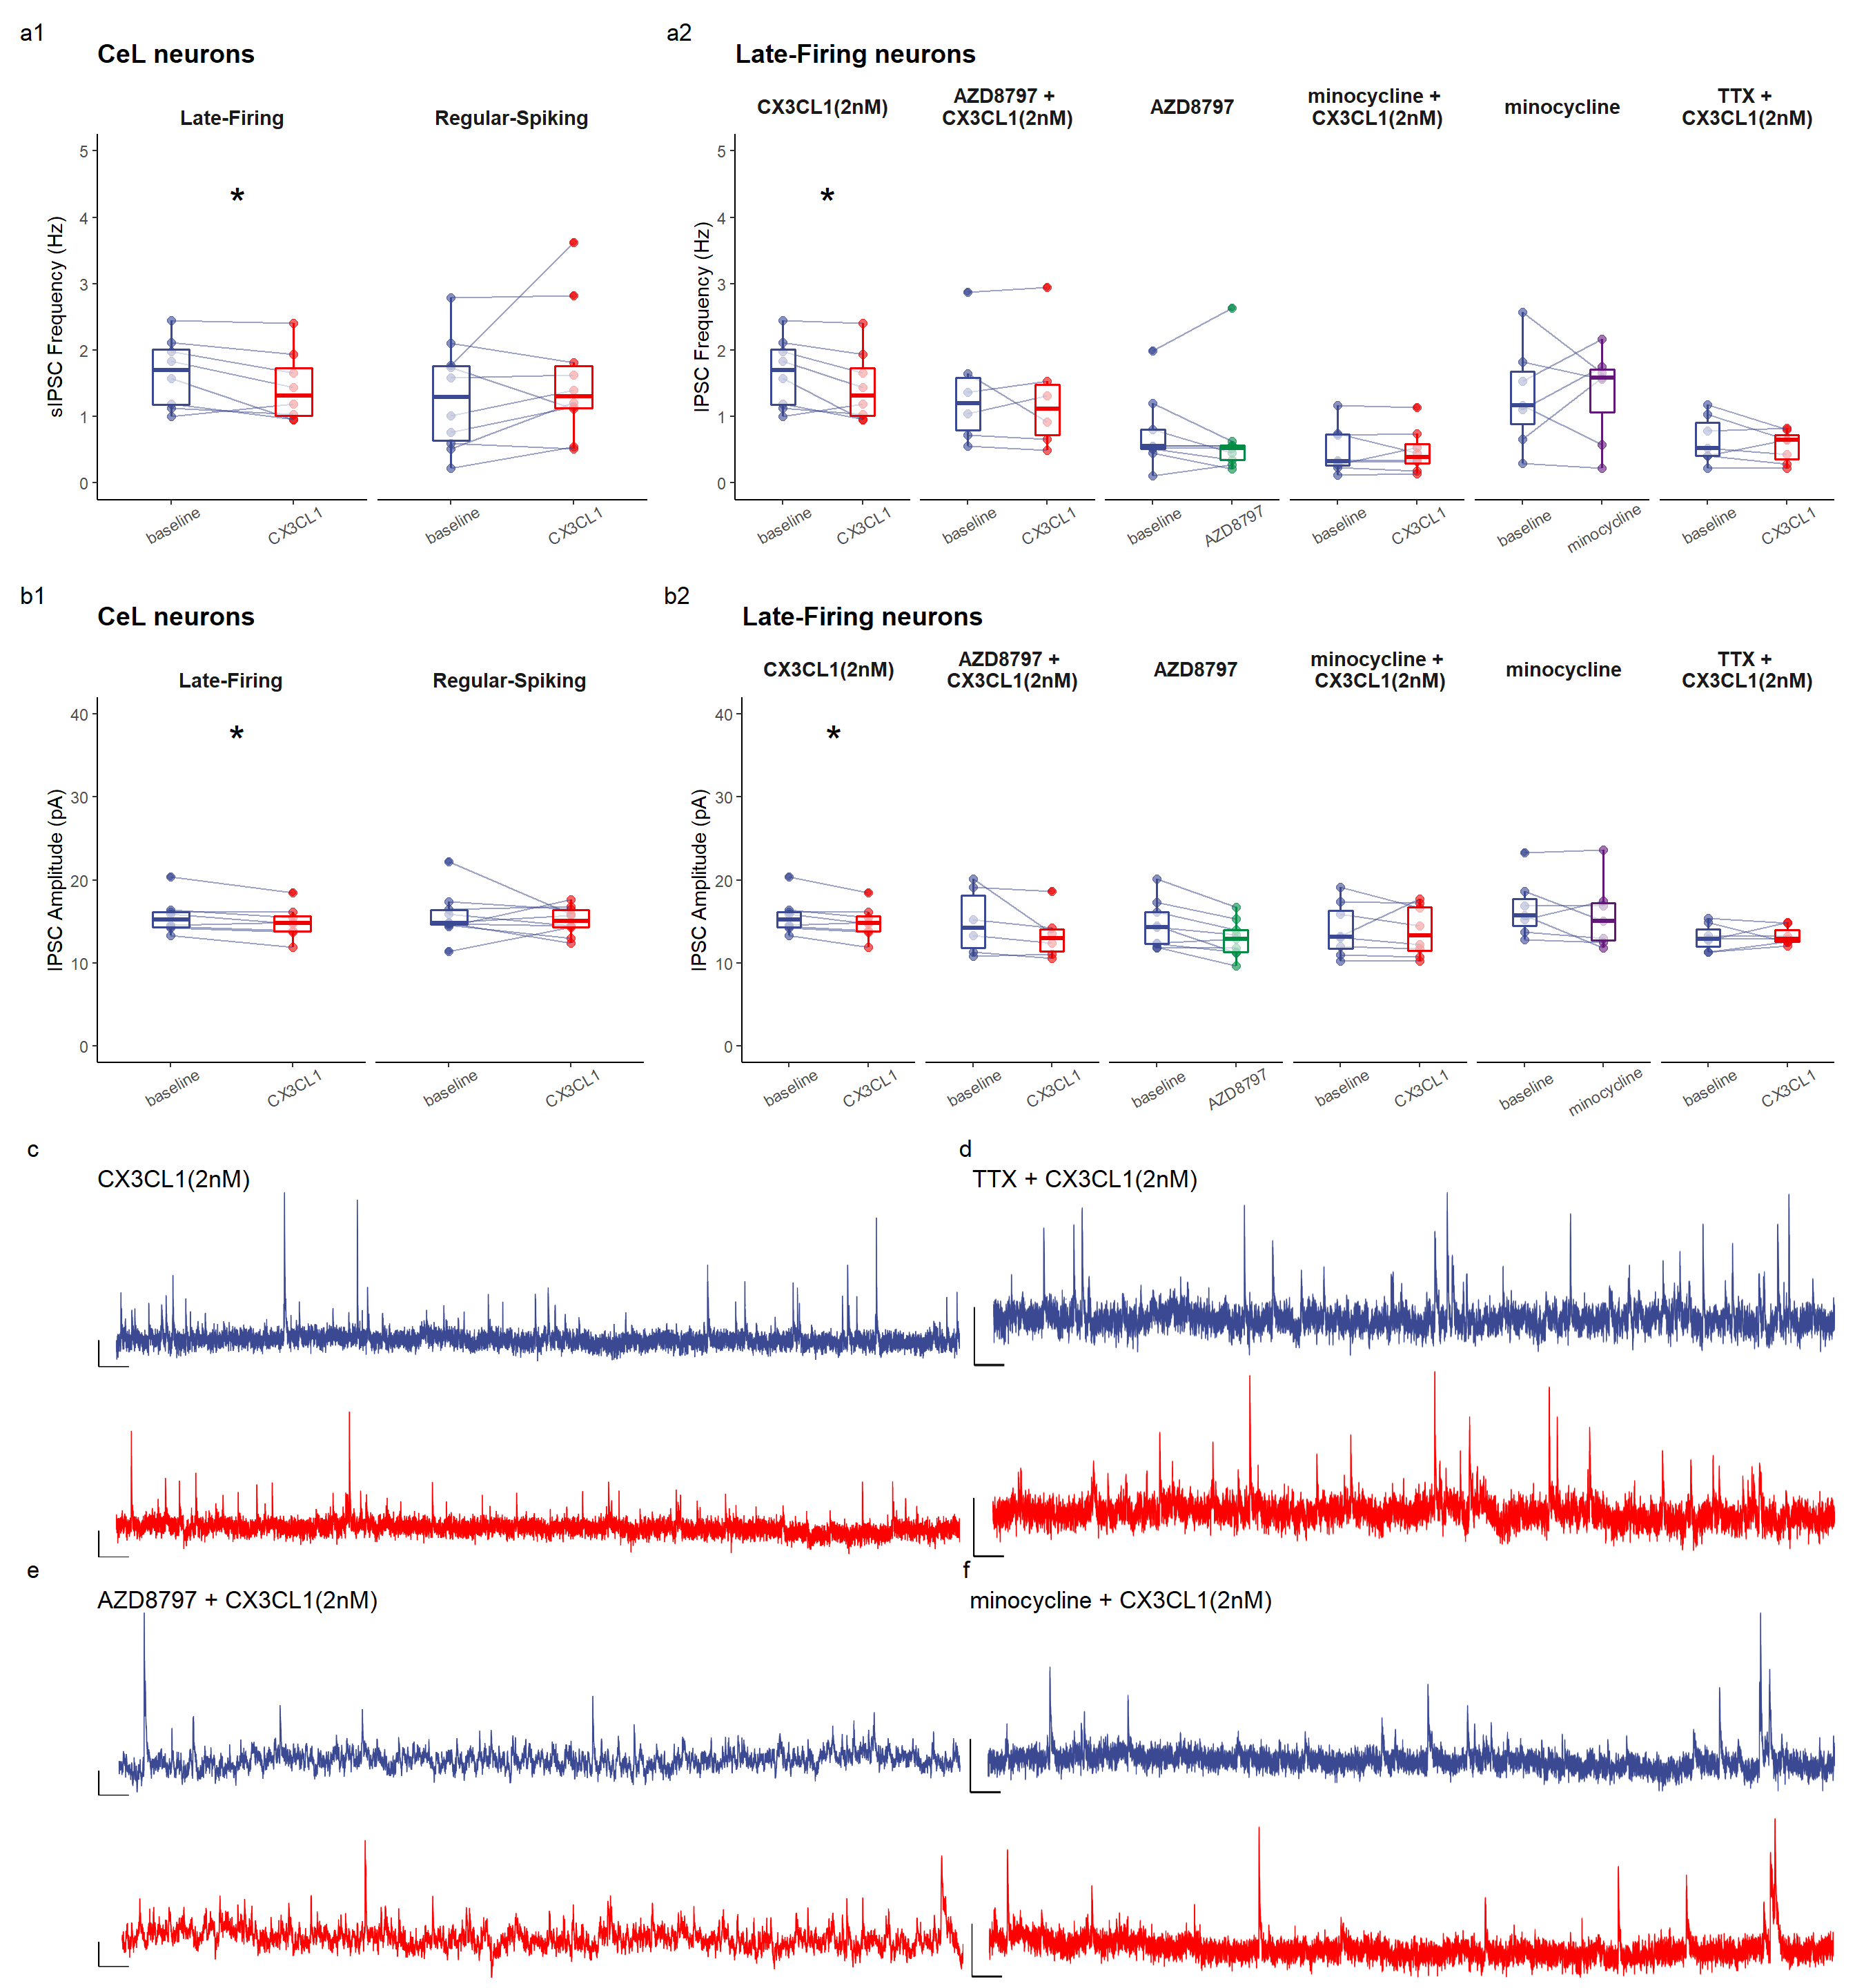 a1
CeL neurons
Late-Firing
Regular-Spiking
*
sIPSC Frequency (Hz)
5
4
3
2
1
0
baseline
CX3CL1
baseline
CX3CL1
a2
Late-Firing neurons
CX3CL1(2nM)
AZD8797 +
CX3CL1(2nM)
AZD8797
minocycline +
CX3CL1(2nM)
minocycline
TTX +
CX3CL1(2nM)
*
IPSC Frequency (Hz)
5
4
3
2
1
0
baseline
CX3CL1
baseline
CX3CL1
baseline
AZD8797
baseline
CX3CL1
baseline
minocycline
baseline
CX3CL1
b1
CeL neurons
Late-Firing
Regular-Spiking
*
IPSC Amplitude (pA)
40
30
20
10
0
baseline
CX3CL1
baseline
CX3CL1
b2
Late-Firing neurons
CX3CL1(2nM)
AZD8797 +
CX3CL1(2nM)
AZD8797
minocycline +
CX3CL1(2nM)
minocycline
TTX +
CX3CL1(2nM)
*
IPSC Amplitude (pA)
40
30
20
10
0
baseline
CX3CL1
baseline
CX3CL1
baseline
AZD8797
baseline
CX3CL1
baseline
minocycline
baseline
CX3CL1
c
CX3CL1(2nM)
d
TTX + CX3CL1(2nM)
e
AZD8797 + CX3CL1(2nM)
f
minocycline + CX3CL1(2nM)